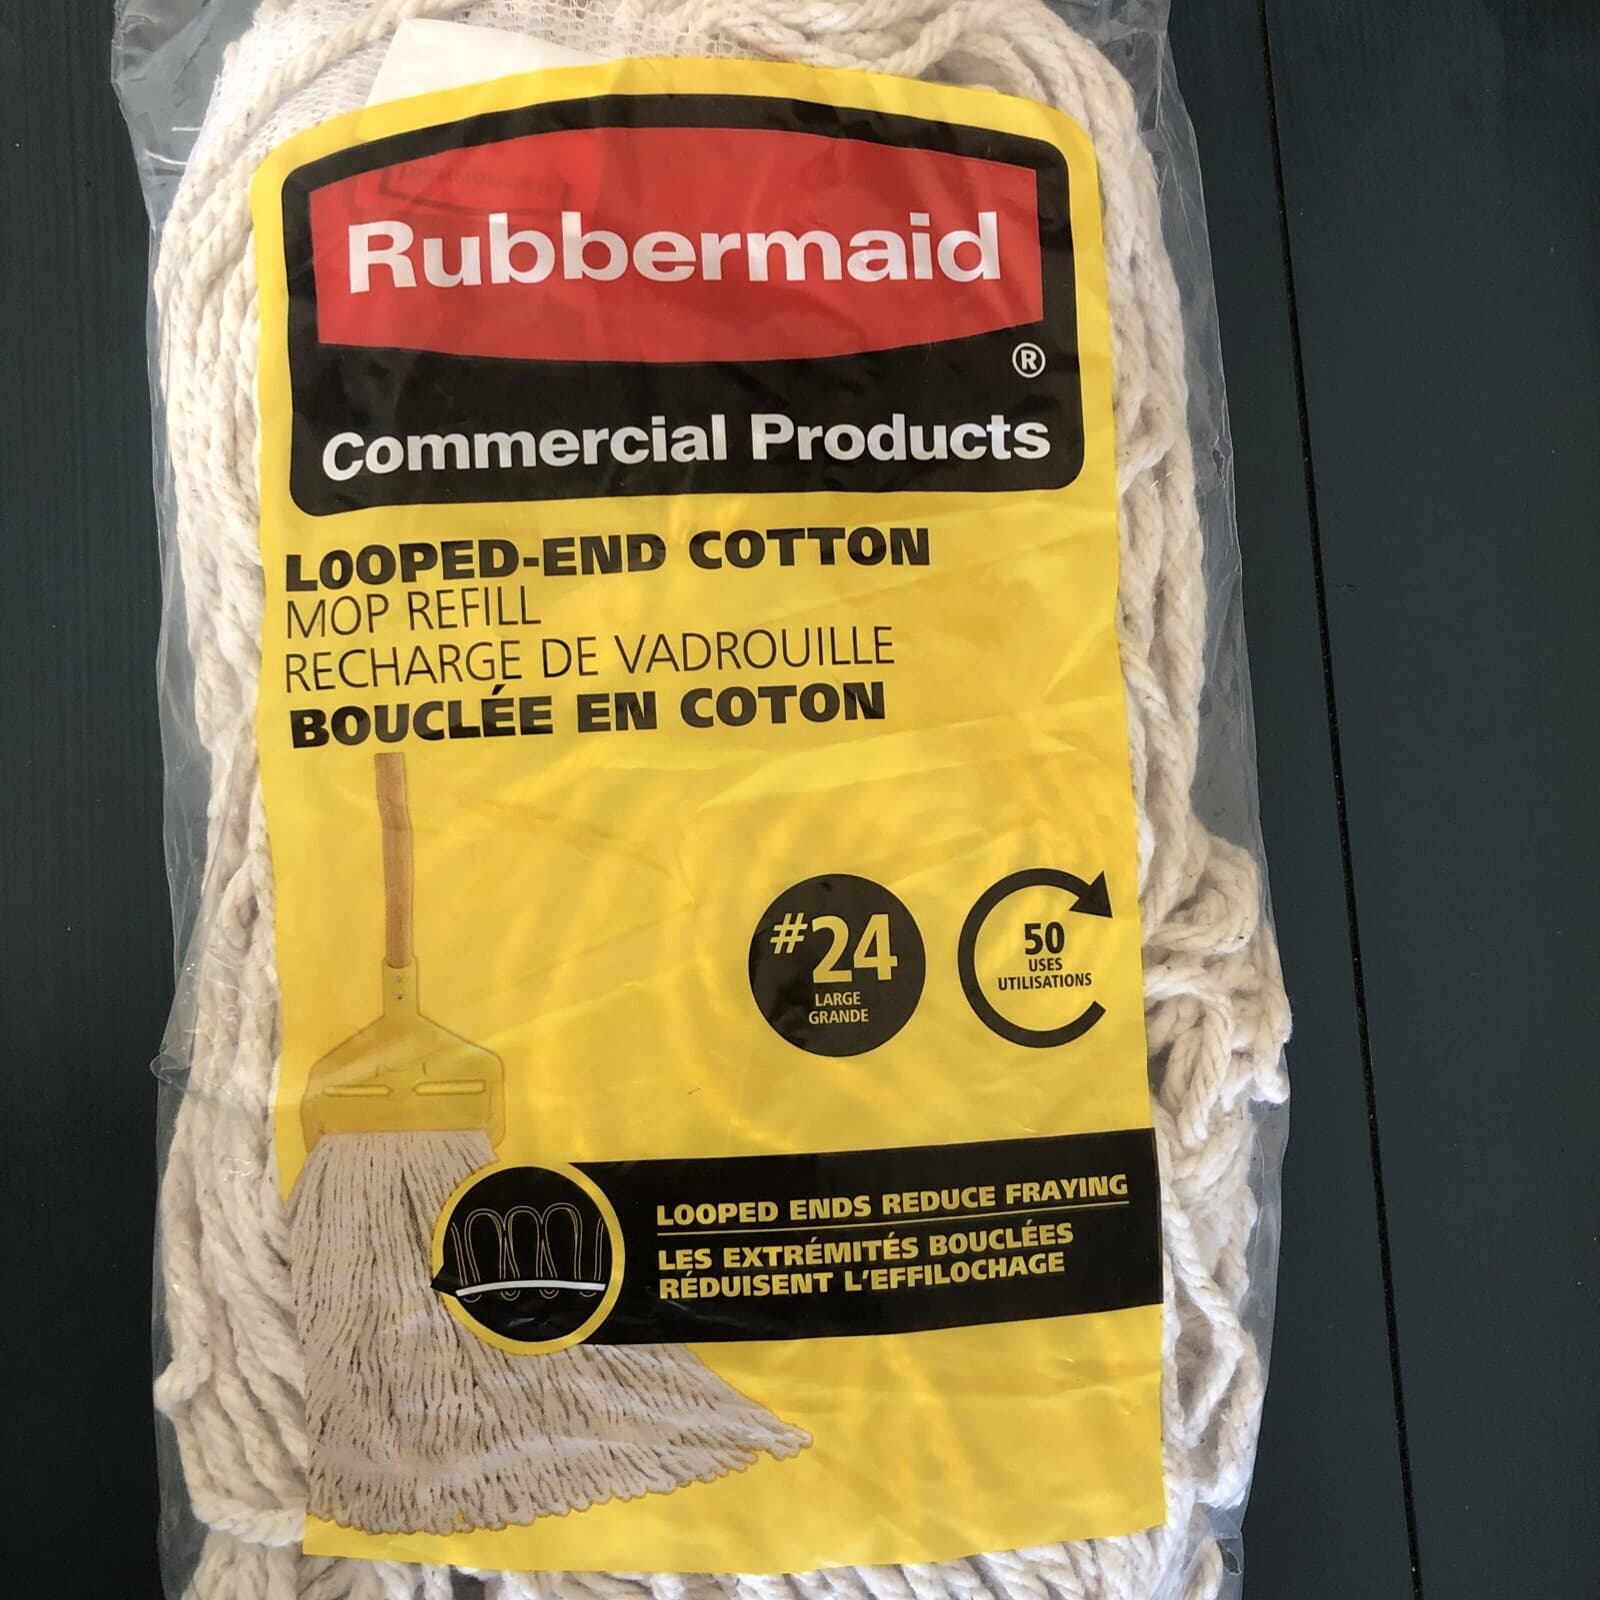 Rubbermaid
®
Commercial Products
LOOPED-END COTTON
MOP REFILL
RECHARGE DE VADROUILLE
BOUCLÉE EN COTON
#24
LARGE
GRANDE
50
USES
UTILISATIONS
LOOPED ENDS REDUCE FRAYING
LES EXTRÉMITÉS BOUCLÉES
RÉDUISENT L'EFFILOCHAGE